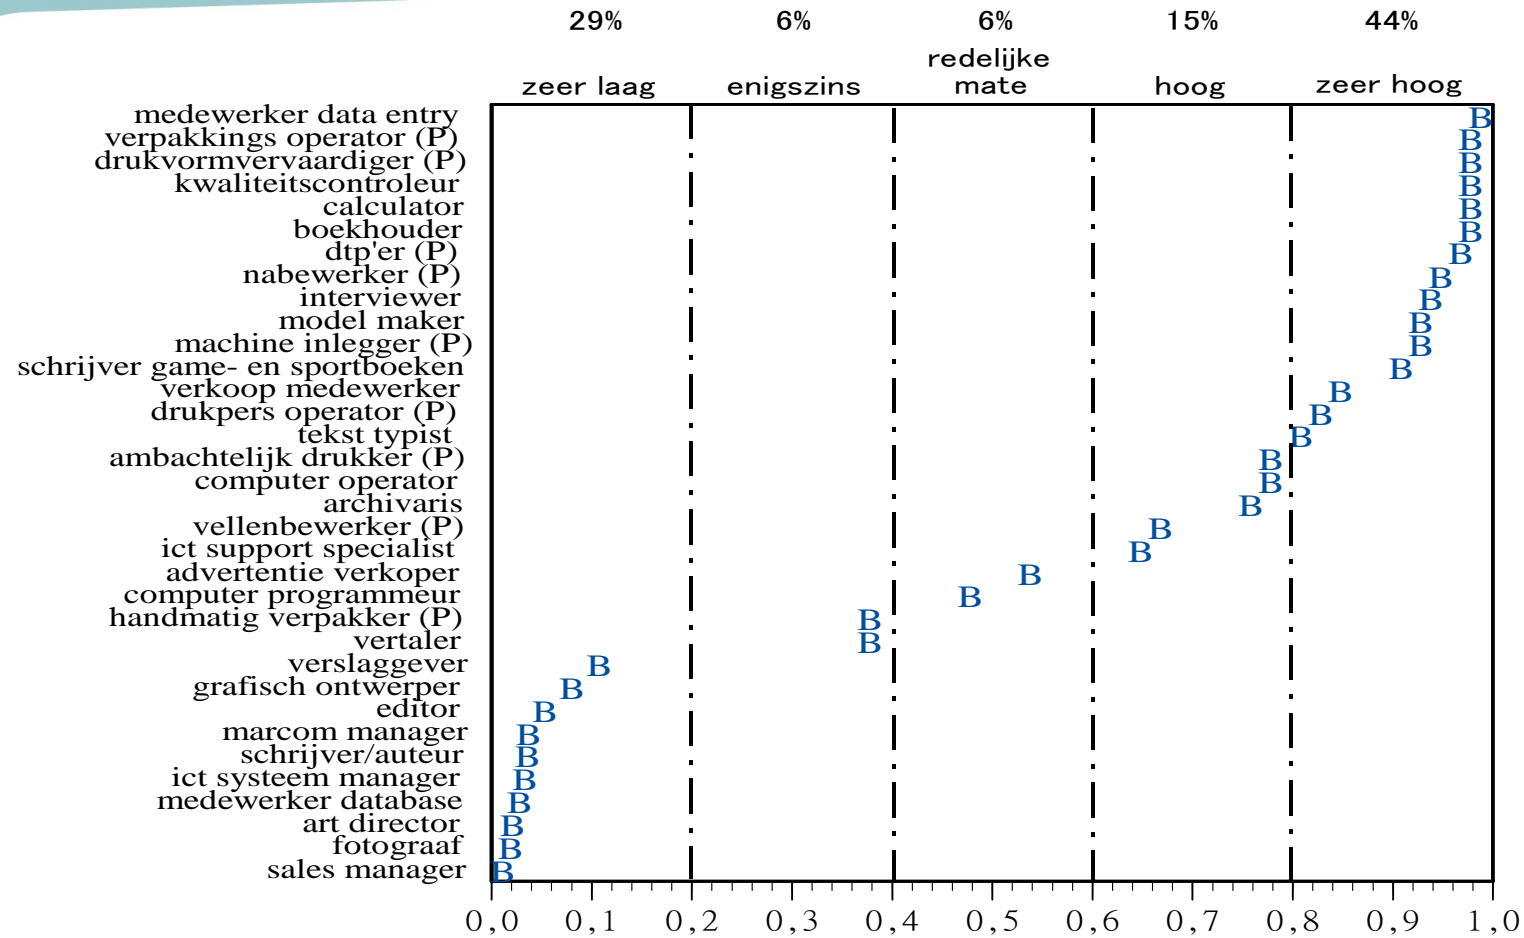 29% 6% 6% 15% 44%
zeer laag enigszins redelijke mate hoog zeer hoog
medewerker data entry B
verpakkings operator (P) B
drukvormvervaardiger (P) B
kwaliteitscontroleur B
calculator B
boekhouder B
dtp'er (P) B
nabewerker (P) B
interviewer B
model maker B
machine inlegger (P) B
schrijver game- en sportboeken B
verkoop medewerker B
drukpers operator (P) B
tekst typist B
ambachtelijk drukker (P) B
computer operator B
archivaris B
vellenbewerker (P) B
ict support specialist B
advertentie verkoper B
computer programmeur B
handmatig verpakker (P) B
vertaler B
verslaggever B
grafisch ontwerper B
editor B
marcom manager B
schrijver/auteur B
ict systeem manager B
medewerker database B
art director B
fotograaf B
sales manager B
0,0 0,1 0,2 0,3 0,4 0,5 0,6 0,7 0,8 0,9 1,0